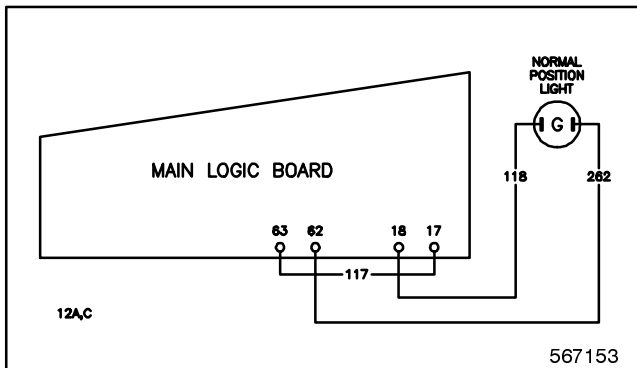 NORMAL
POSITION
LIGHT
G
MAIN LOGIC BOARD
118
262
63
62
18
17
117
12A,C
567153